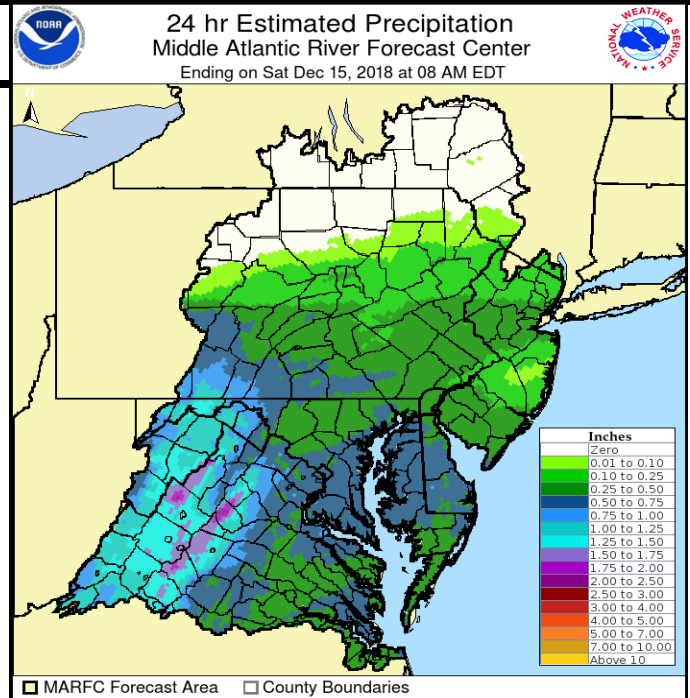 24 hr Estimated Precipitation
Middle Atlantic River Forecast Center
Ending on Sat Dec 15, 2018 at 08 AM EDT
NOAA
NATIONAL WEATHER SERVICE
N
Inches
Zero
0.01 to 0.10
0.10 to 0.25
0.25 to 0.50
0.50 to 0.75
0.75 to 1.00
1.00 to 1.25
1.25 to 1.50
1.50 to 1.75
1.75 to 2.00
2.00 to 2.50
2.50 to 3.00
3.00 to 4.00
4.00 to 5.00
5.00 to 7.00
7.00 to 10.00
Above 10
MARFC Forecast Area
County Boundaries